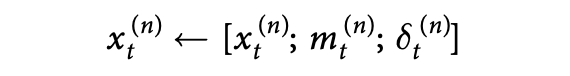 x_t^{(n)} ← [x_t^{(n)}; m_t^{(n)}; δ_t^{(n)}]